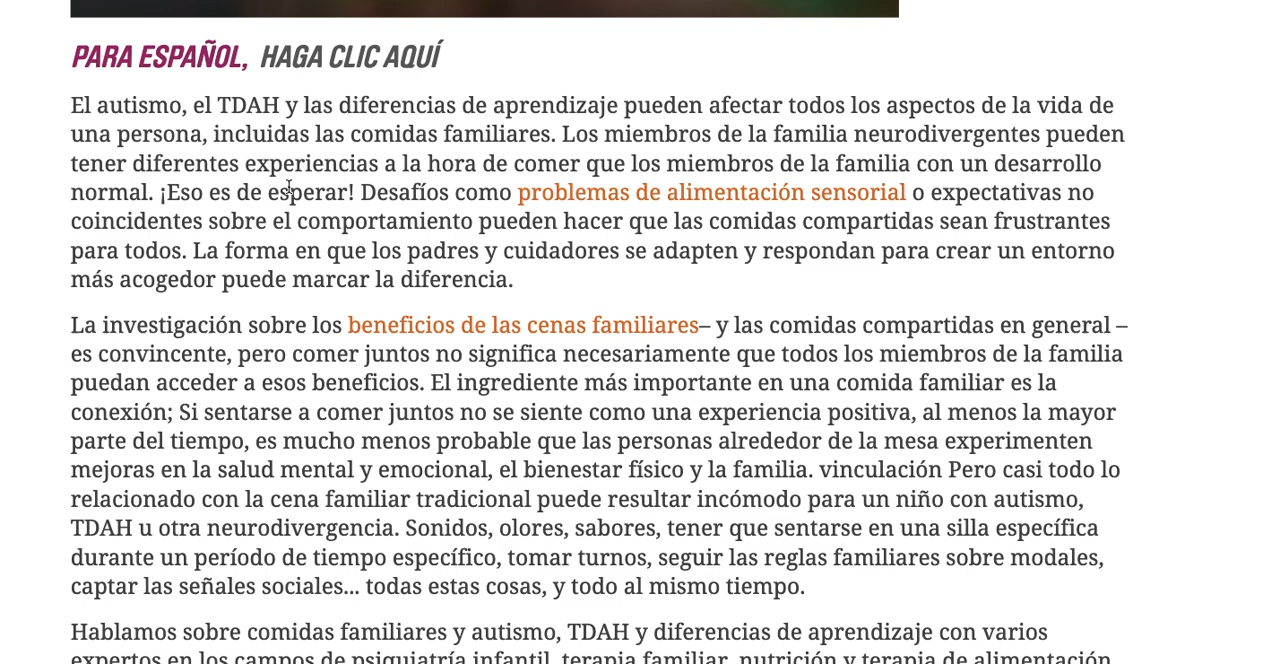 PARA ESPAÑOL, HAGA CLIC AQUÍ
El autismo, el TDAH y las diferencias de aprendizaje pueden afectar todos los aspectos de la vida de
una persona, incluidas las comidas familiares. Los miembros de la familia neurodivergentes pueden
tener diferentes experiencias a la hora de comer que los miembros de la familia con un desarrollo
normal. ¡Eso es de esperar! Desafíos como problemas de alimentación sensorial o expectativas no
coincidentes sobre el comportamiento pueden hacer que las comidas compartidas sean frustrantes
para todos. La forma en que los padres y cuidadores se adapten y respondan para crear un entorno
más acogedor puede marcar la diferencia.
La investigación sobre los beneficios de las cenas familiares– y las comidas compartidas en general –
es convincente, pero comer juntos no significa necesariamente que todos los miembros de la familia
puedan acceder a esos beneficios. El ingrediente más importante en una comida familiar es la
conexión; Si sentarse a comer juntos no se siente como una experiencia positiva, al menos la mayor
parte del tiempo, es mucho menos probable que las personas alrededor de la mesa experimenten
mejoras en la salud mental y emocional, el bienestar físico y la familia. vinculación Pero casi todo lo
relacionado con la cena familiar tradicional puede resultar incómodo para un niño con autismo,
TDAH u otra neurodivergencia. Sonidos, olores, sabores, tener que sentarse en una silla específica
durante un período de tiempo específico, tomar turnos, seguir las reglas familiares sobre modales,
captar las señales sociales... todas estas cosas, y todo al mismo tiempo.
Hablamos sobre comidas familiares y autismo, TDAH y diferencias de aprendizaje con varios
expertos en los campos de psiquiatría infantil, terapia familiar, nutrición y terapia de alimentación